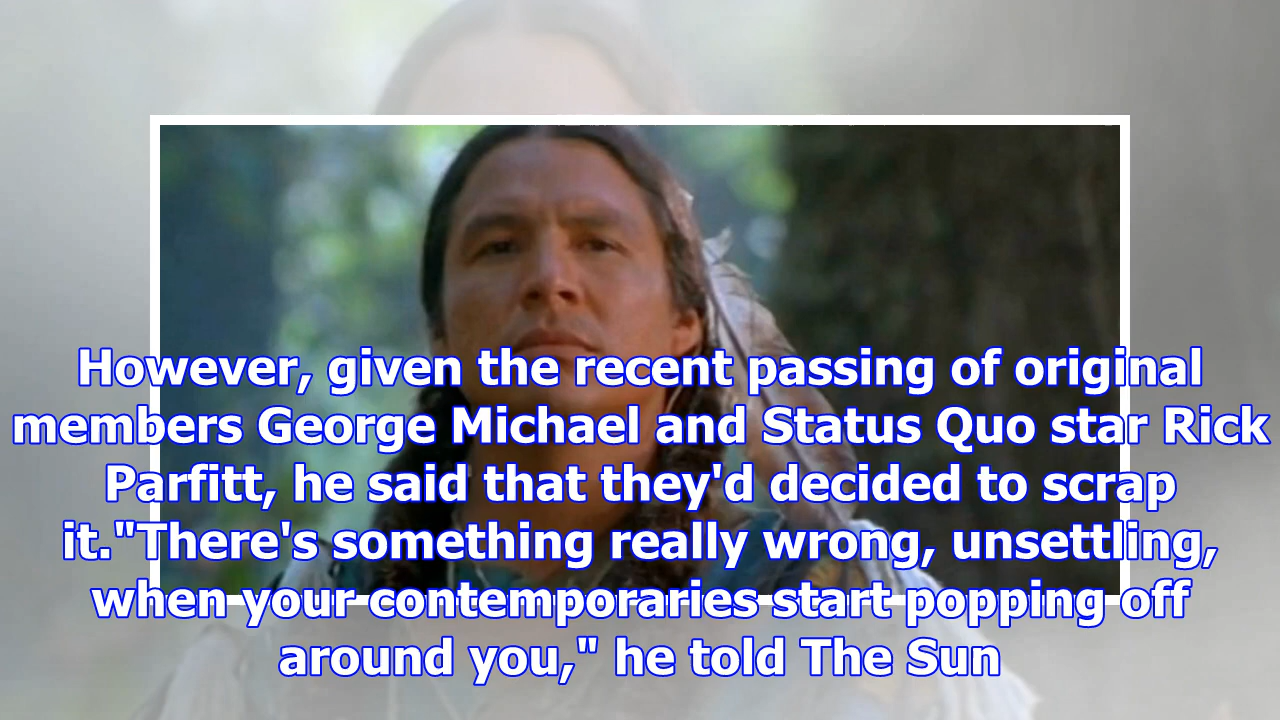 However, given the recent passing of original
members George Michael and Status Quo star Rick
Parfitt, he said that they'd decided to scrap
it."There's something really wrong, unsettling,
when your contemporaries start popping off
around you," he told The Sun